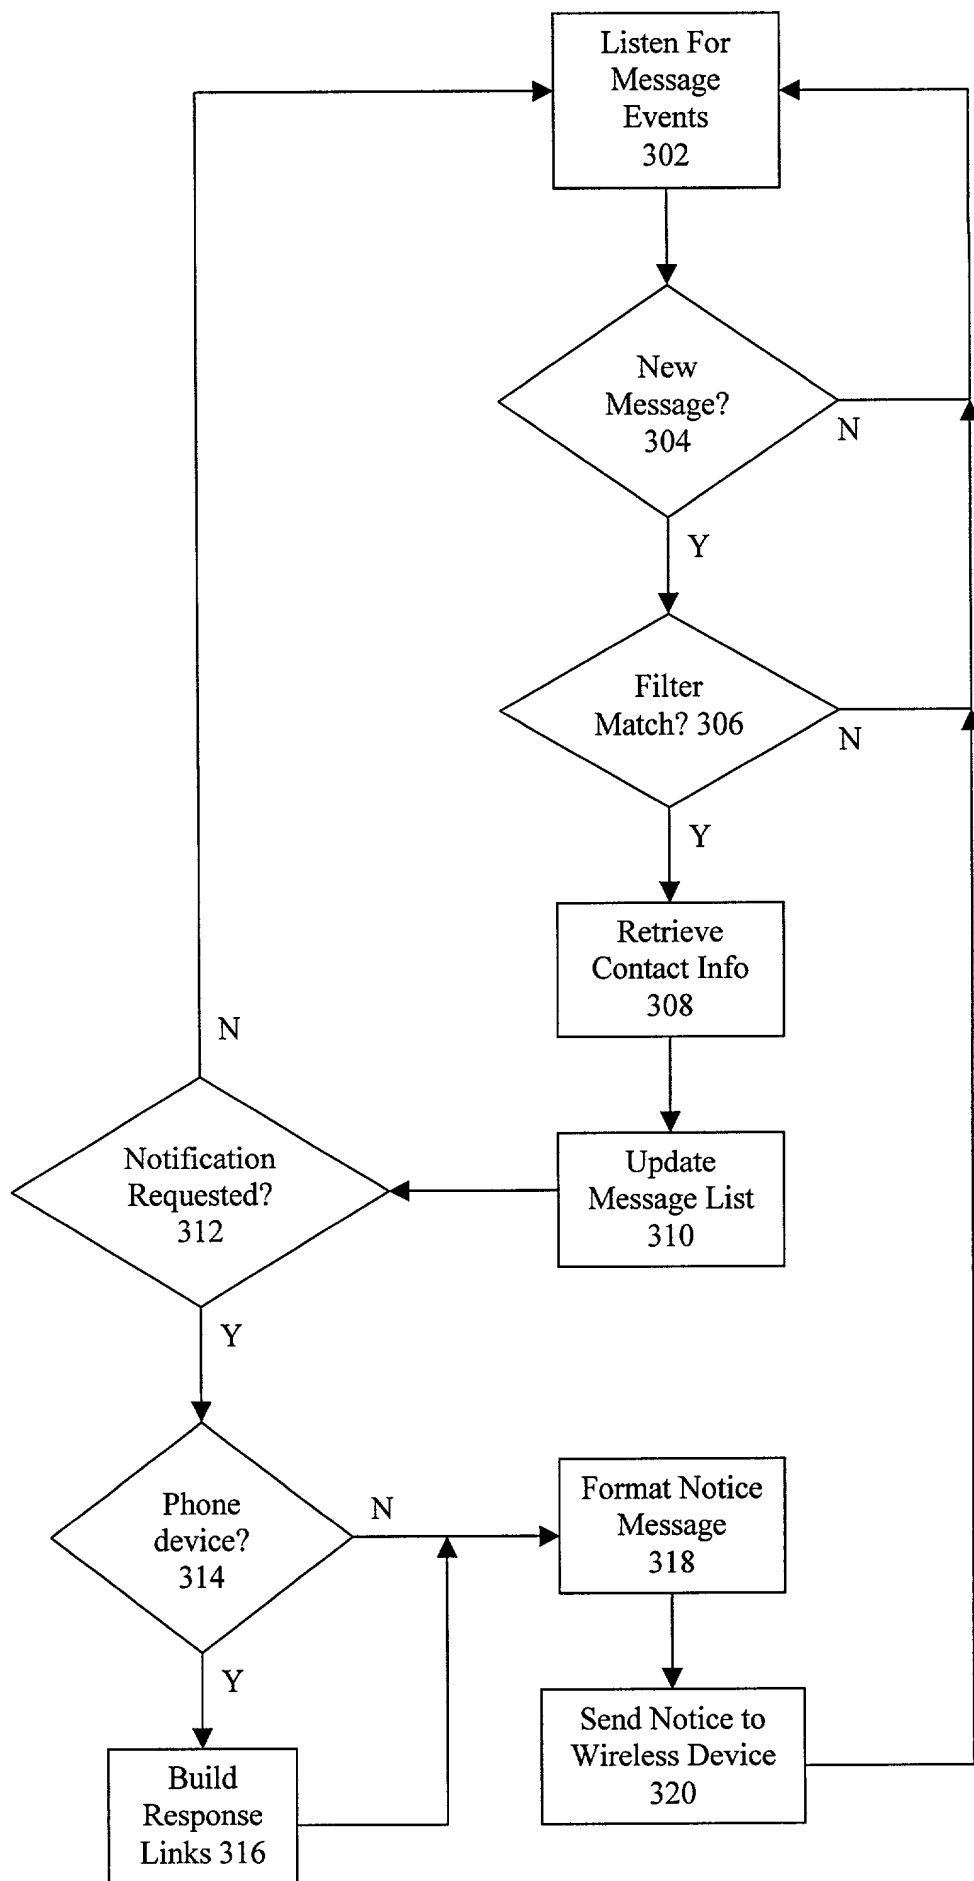 Listen For
Message
Events
302
New
Message?
304
N
Y
Filter
Match? 306
N
Y
Retrieve
Contact Info
308
N
Notification
Requested?
312
Update
Message List
310
Y
Phone
device?
314
N
Format Notice
Message
318
Y
Send Notice to
Wireless Device
320
Build
Response
Links 316